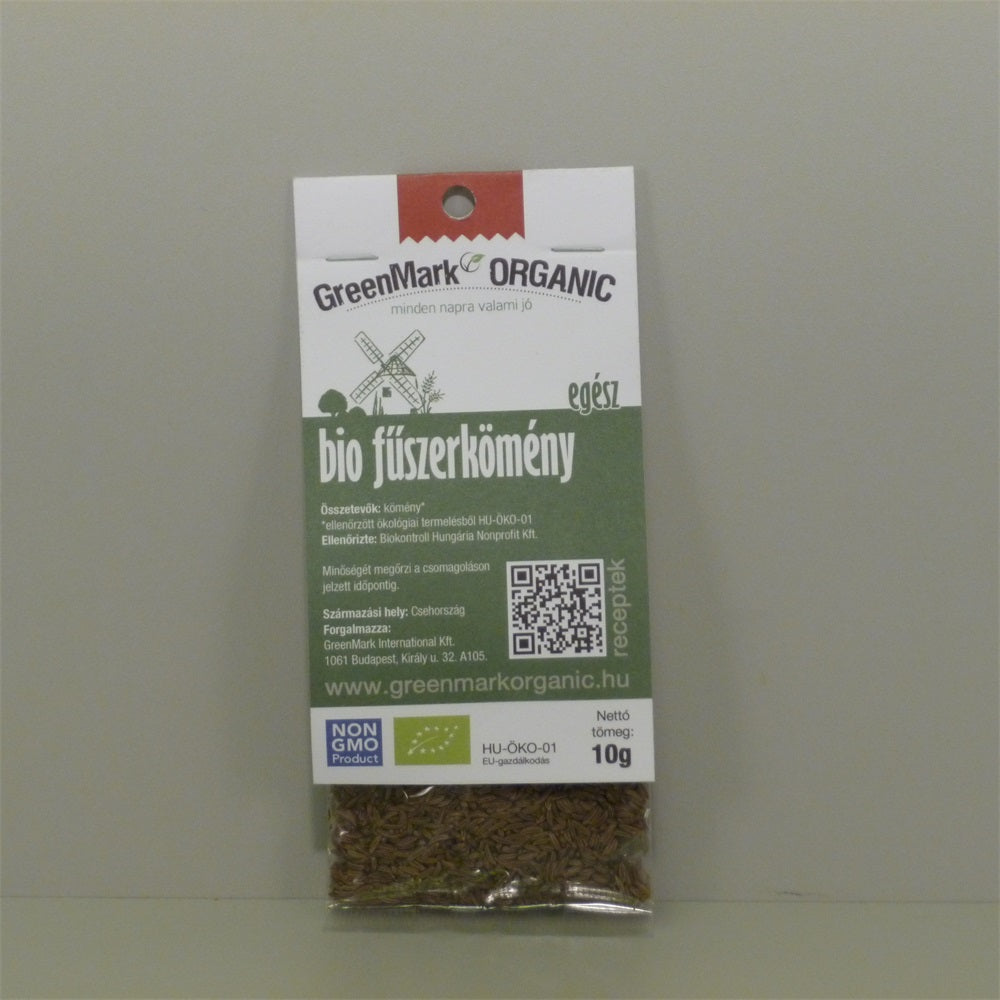 GreenMark ORGANIC
minden napra valami jó
egész
bio fűszerkömény
Összetevők: kömény*
*ellenőrzött ökológiai termelésből HU-ÖKO-01
Ellenőrizte: Biokontroll Hungária Nonprofit Kft.
Minőségét megőrzi a csomagoláson
jelzett időpontig.
Származási hely: Csehország
Forgalmazza:
GreenMark International Kft.
1061 Budapest, Király u. 32. A105.
receptek
www.greenmarkorganic.hu
NON
GMO
Product
HU-ÖKO-01
EU-gazdálkodás
Nettó
tömeg:
10g